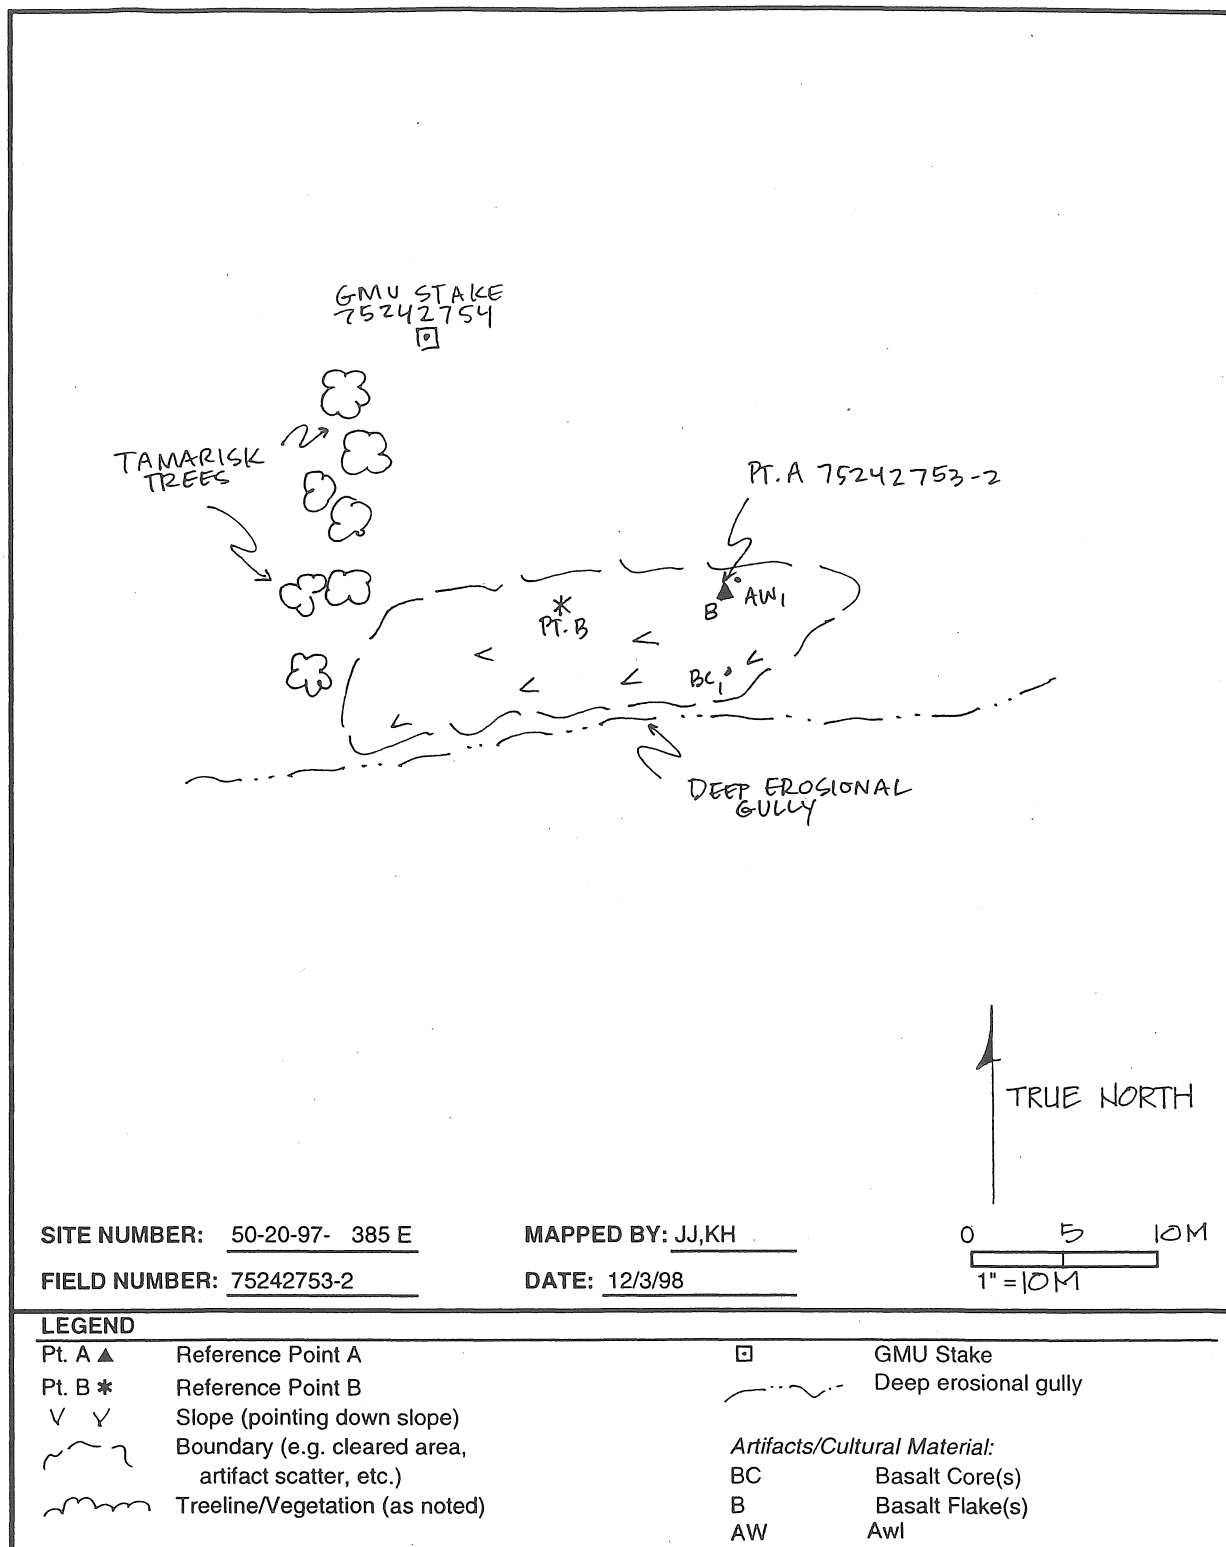 GMU STAKE
75242754
TAMARISK
TREES
PT. A 75242753-2
AW1
B
PT. B
BC1
DEEP EROSIONAL
GULLY
TRUE NORTH
SITE NUMBER: 50-20-97- 385 E
MAPPED BY: JJ,KH
0 5 10M
FIELD NUMBER: 75242753-2
DATE: 12/3/98
1" = 10M
LEGEND
Pt. A Reference Point A
GMU Stake
Pt. B Reference Point B
Deep erosional gully
Slope (pointing down slope)
Boundary (e.g. cleared area,
artifact scatter, etc.)
Artifacts/Cultural Material:
BC Basalt Core(s)
Treeline/Vegetation (as noted)
B Basalt Flake(s)
AW Awl